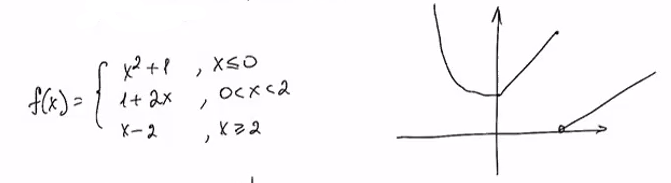 f(x) = { x² + 1 , x ≤ 0
1 + 2x , 0 < x < 2
x - 2 , x ≥ 2